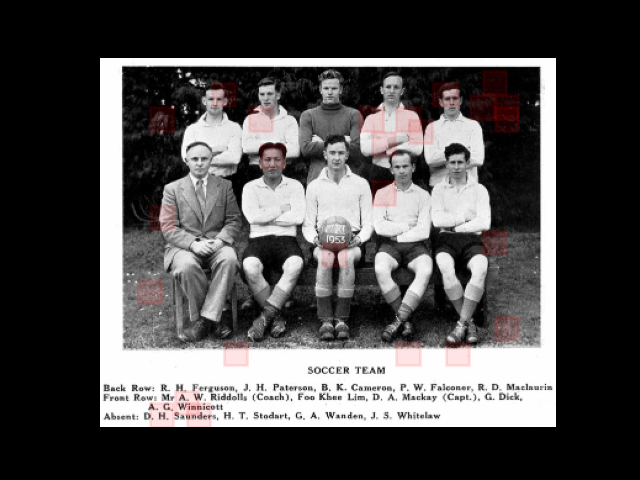 1953
SOCCER TEAM
Back Row: R. H. Ferguson, J. H. Paterson, B. K. Cameron, P. W. Falconer, R. D. Maclaurin
Front Row: Mr A. W. Riddolls (Coach), Foo Khee Lim, D. A. Mackay (Capt.), G. Dick,
A. G. Winnicott
Absent: D. H. Saunders, H. T. Stodart, G. A. Wanden, J. S. Whitelaw